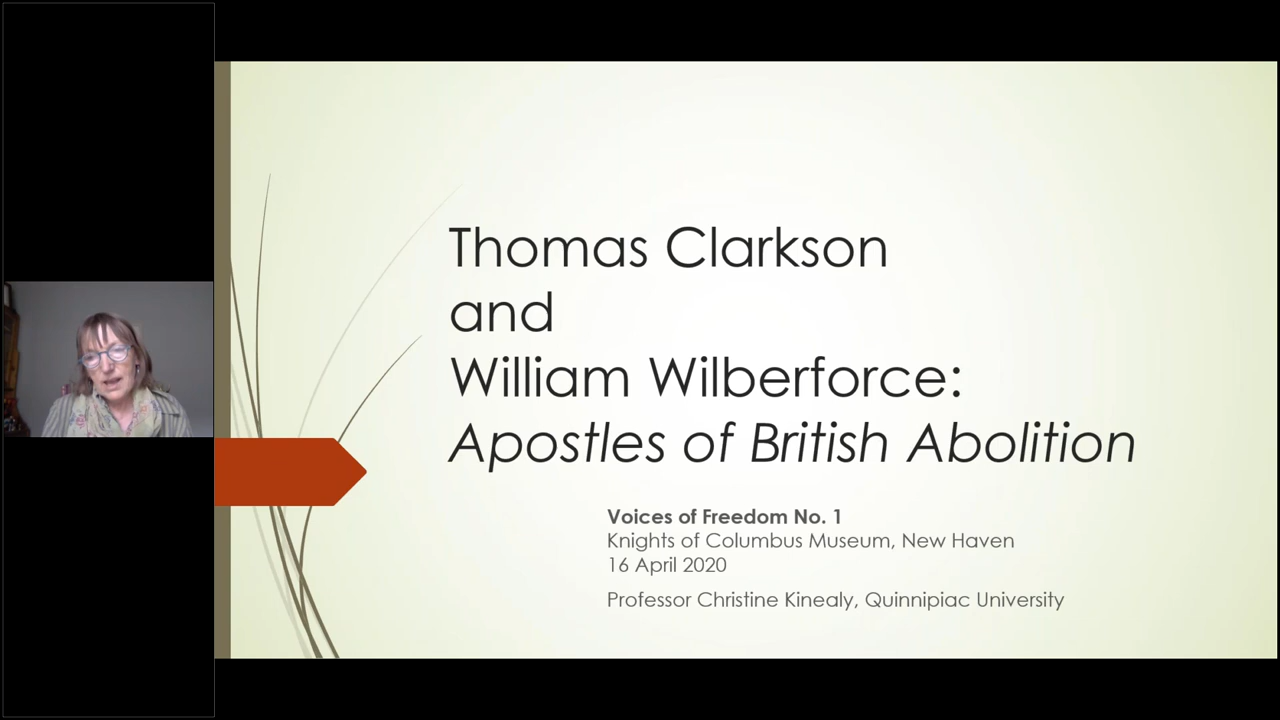 Thomas Clarkson
and
William Wilberforce:
Apostles of British Abolition
Voices of Freedom No. 1
Knights of Columbus Museum, New Haven
16 April 2020
Professor Christine Kinealy, Quinnipiac University